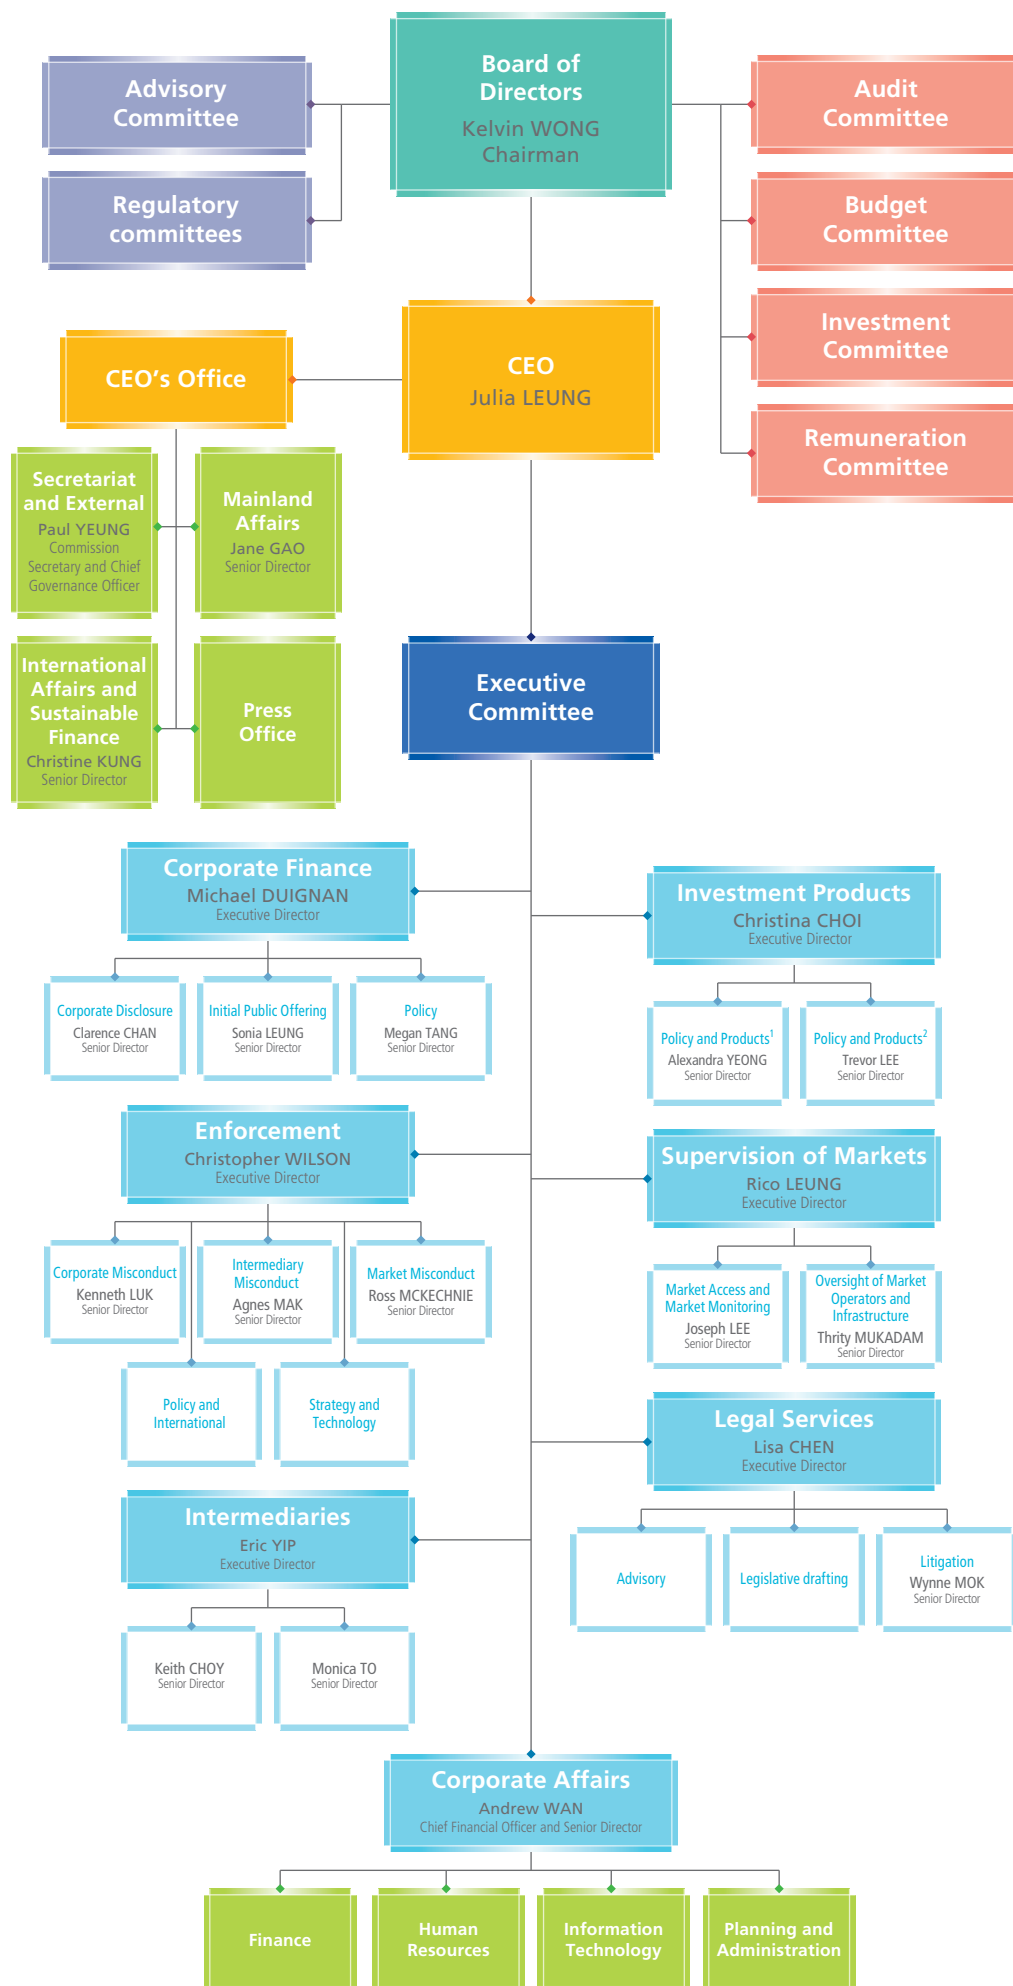 Board of
Directors
Kelvin WONG
Chairman
Advisory
Committee
Regulatory
committees
Audit
Committee
Budget
Committee
Investment
Committee
Remuneration
Committee
CEO
Julia LEUNG
CEO's Office
Secretariat
and External
Paul YEUNG
Commission
Secretary and Chief
Governance Officer
Mainland
Affairs
Jane GAO
Senior Director
International
Affairs and
Sustainable
Finance
Christine KUNG
Senior Director
Press
Office
Executive
Committee
Corporate Finance
Michael DUIGNAN
Executive Director
Corporate Disclosure
Clarence CHAN
Senior Director
Initial Public Offering
Sonia LEUNG
Senior Director
Policy
Megan TANG
Senior Director
Investment Products
Christina CHOI
Executive Director
Policy and Products¹
Alexandra YEONG
Senior Director
Policy and Products²
Trevor LEE
Senior Director
Enforcement
Christopher WILSON
Executive Director
Corporate Misconduct
Kenneth LUK
Senior Director
Intermediary
Misconduct
Agnes MAK
Senior Director
Market Misconduct
Ross MCKECHNIE
Senior Director
Policy and
International
Strategy and
Technology
Supervision of Markets
Rico LEUNG
Executive Director
Market Access and
Market Monitoring
Joseph LEE
Senior Director
Oversight of Market
Operators and
Infrastructure
Thrity MUKADAM
Senior Director
Legal Services
Lisa CHEN
Executive Director
Advisory
Legislative drafting
Litigation
Wynne MOK
Senior Director
Intermediaries
Eric YIP
Executive Director
Keith CHOY
Senior Director
Monica TO
Senior Director
Corporate Affairs
Andrew WAN
Chief Financial Officer and Senior Director
Finance
Human
Resources
Information
Technology
Planning and
Administration